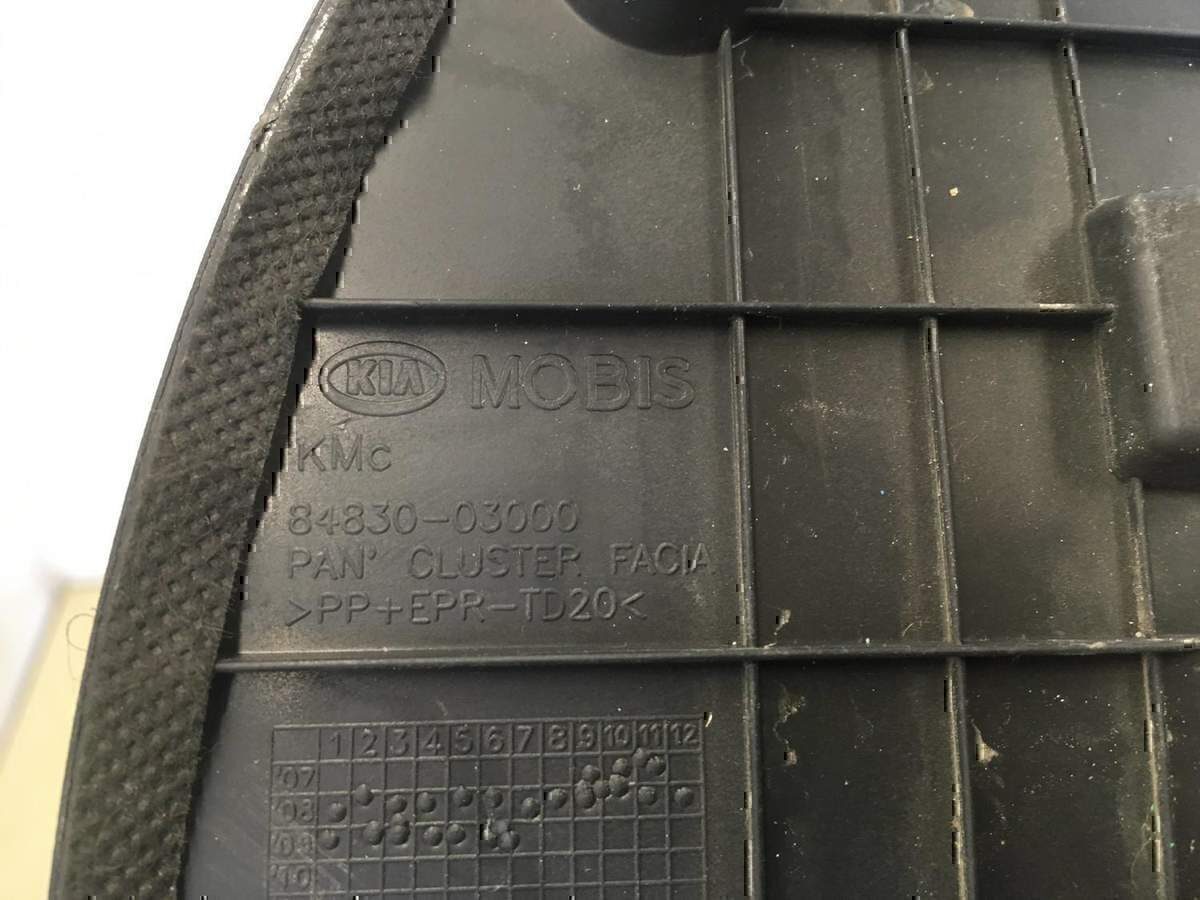 KIA MOBIS
KMc
84830-03000
PAN' CLUSTER FACIA
>PP+EPR-TD20<
1 2 3 4 5 6 7 8 9 10 11 12
'07
'08
'09
'10